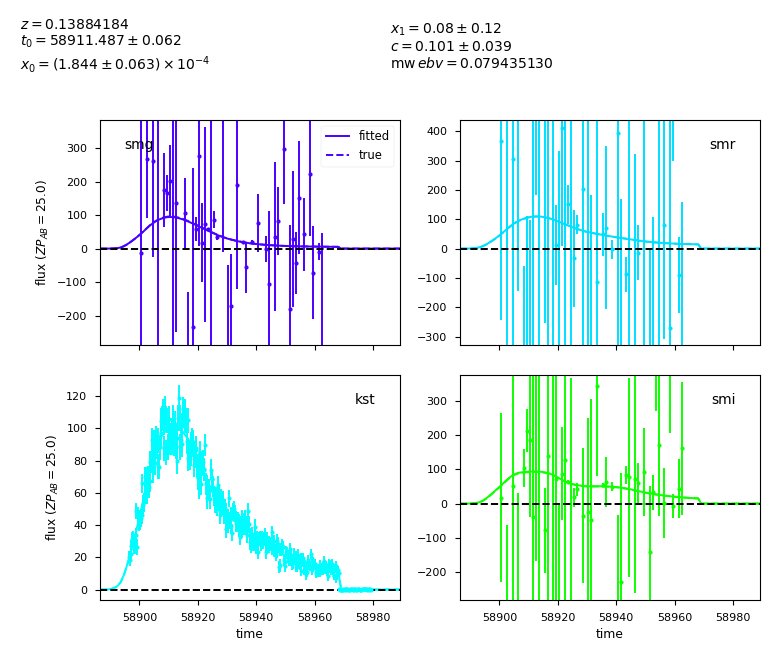 z = 0.13884184
t₀ = 58911.487 ± 0.062
x₀ = (1.844 ± 0.063) × 10⁻⁴
x₁ = 0.08 ± 0.12
c = 0.101 ± 0.039
mw ebv = 0.079435130
smg
fitted
true
300
200
100
0
−100
−200
flux (ZP_AB = 25.0)
smr
400
300
200
100
0
−100
−200
−300
kst
120
100
80
60
40
20
0
flux (ZP_AB = 25.0)
58900 58920 58940 58960 58980
time
smi
300
200
100
0
−100
−200
58900 58920 58940 58960 58980
time